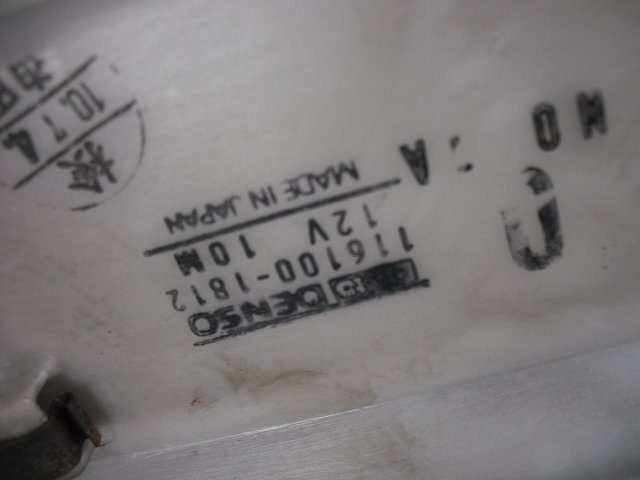 DENSO
116100-1812
12V 10M
MADE IN JAPAN
NO
A
検
10.7.4